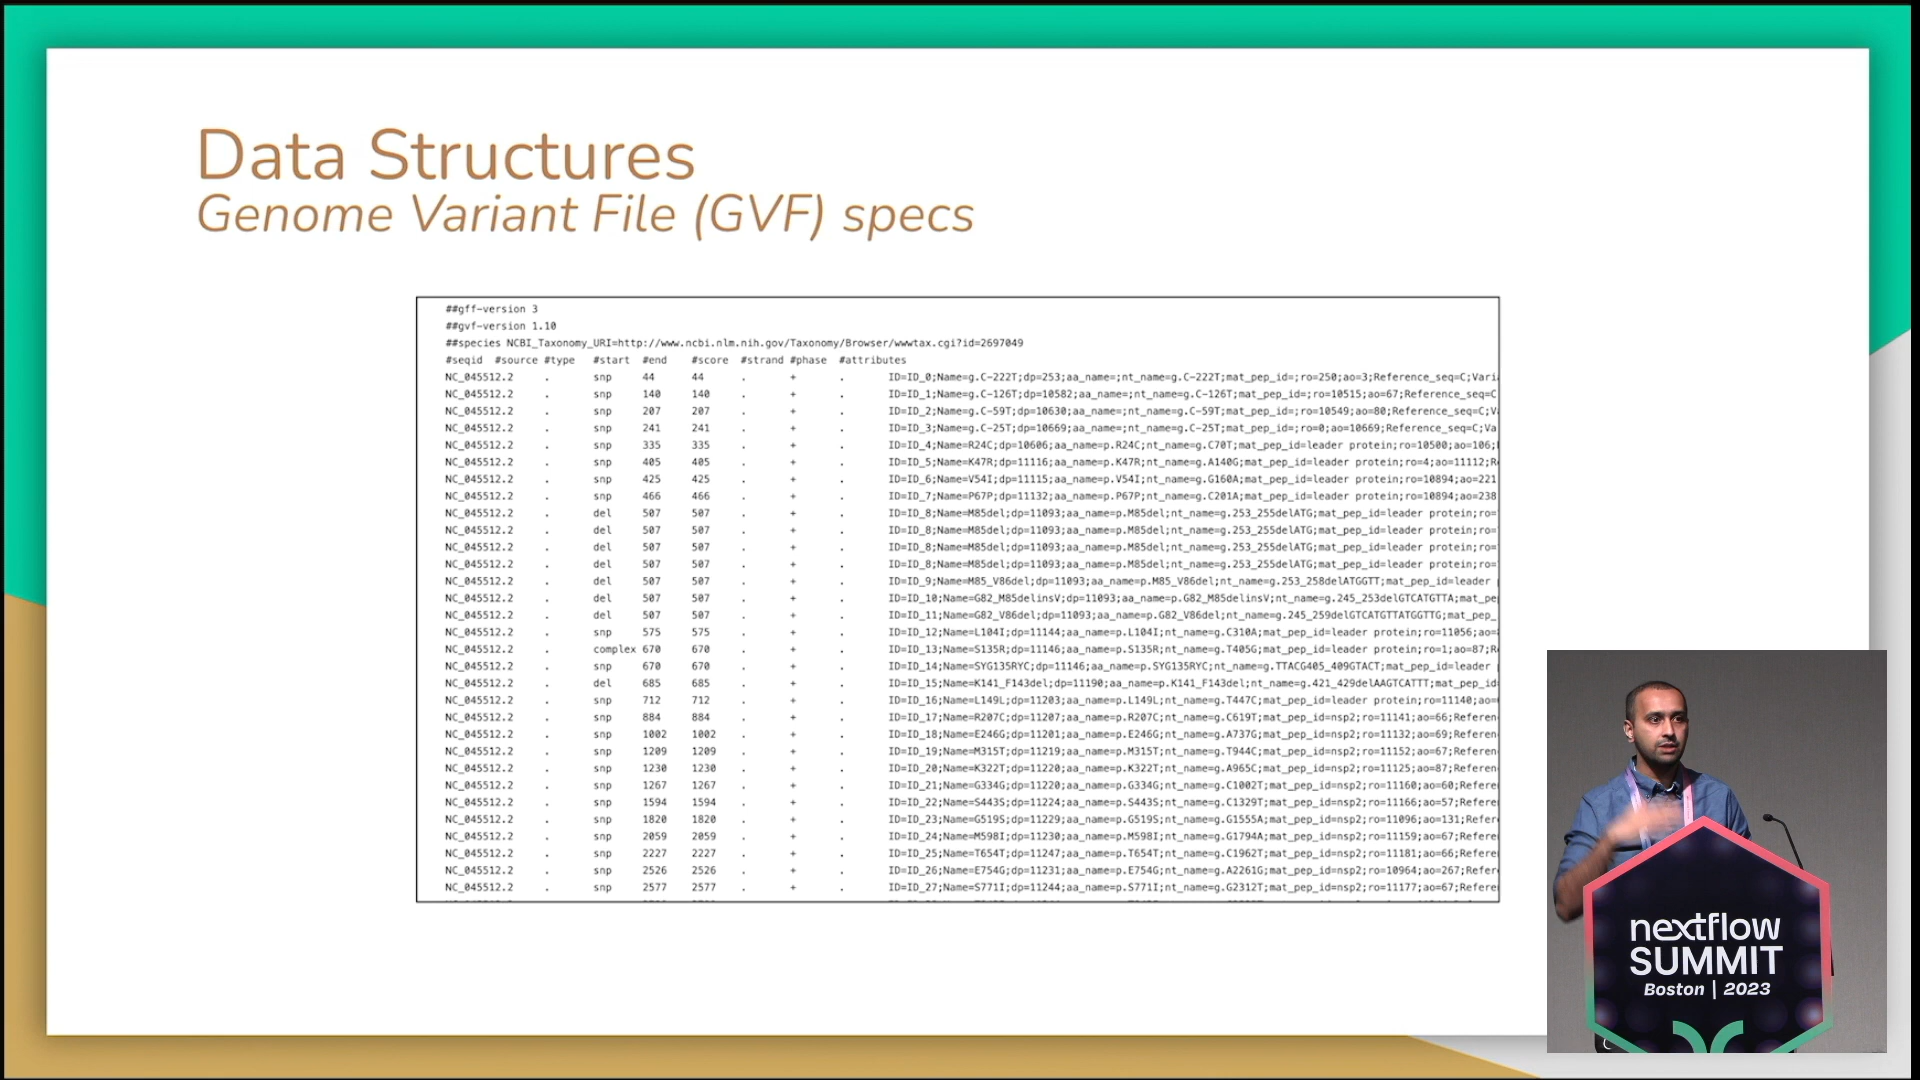 Data Structures
Genome Variant File (GVF) specs
##gff-version 3
##gvf-version 1.10
##species NCBI_Taxonomy_URI=http://www.ncbi.nlm.nih.gov/Taxonomy/Browser/wwwtax.cgi?id=2697049
#seqid #source #type #start #end #score #strand #phase #attributes
NC_045512.2 . snp 44 44 . + . ID=ID_0;Name=g.C-222T;dp=253;aa_name=;nt_name=g.C-222T;mat_pep_id=;ro=250;ao=3;Reference_seq=C;Vari
NC_045512.2 . snp 140 140 . + . ID=ID_1;Name=g.C-126T;dp=10582;aa_name=;nt_name=g.C-126T;mat_pep_id=;ro=10515;ao=67;Reference_seq=C
NC_045512.2 . snp 207 207 . + . ID=ID_2;Name=g.C-59T;dp=10630;aa_name=;nt_name=g.C-59T;mat_pep_id=;ro=10549;ao=80;Reference_seq=C;V
NC_045512.2 . snp 241 241 . + . ID=ID_3;Name=g.C-25T;dp=10669;aa_name=;nt_name=g.C-25T;mat_pep_id=;ro=0;ao=10669;Reference_seq=C;Va
NC_045512.2 . snp 335 335 . + . ID=ID_4;Name=R24C;dp=10606;aa_name=p.R24C;nt_name=g.C70T;mat_pep_id=leader protein;ro=10500;ao=106;
NC_045512.2 . snp 405 405 . + . ID=ID_5;Name=K47R;dp=11116;aa_name=p.K47R;nt_name=g.A140G;mat_pep_id=leader protein;ro=4;ao=11112;R
NC_045512.2 . snp 425 425 . + . ID=ID_6;Name=V54I;dp=11115;aa_name=p.V54I;nt_name=g.G160A;mat_pep_id=leader protein;ro=10894;ao=221
NC_045512.2 . snp 466 466 . + . ID=ID_7;Name=P67P;dp=11132;aa_name=p.P67P;nt_name=g.C201A;mat_pep_id=leader protein;ro=10894;ao=238
NC_045512.2 . del 507 507 . + . ID=ID_8;Name=M85del;dp=11093;aa_name=p.M85del;nt_name=g.253_255delATG;mat_pep_id=leader protein;ro=
NC_045512.2 . del 507 507 . + . ID=ID_8;Name=M85del;dp=11093;aa_name=p.M85del;nt_name=g.253_255delATG;mat_pep_id=leader protein;ro=
NC_045512.2 . del 507 507 . + . ID=ID_8;Name=M85del;dp=11093;aa_name=p.M85del;nt_name=g.253_255delATG;mat_pep_id=leader protein;ro=
NC_045512.2 . del 507 507 . + . ID=ID_8;Name=M85del;dp=11093;aa_name=p.M85del;nt_name=g.253_255delATG;mat_pep_id=leader protein;ro=
NC_045512.2 . del 507 507 . + . ID=ID_9;Name=M85_V86del;dp=11093;aa_name=p.M85_V86del;nt_name=g.253_258delATGGTT;mat_pep_id=leader
NC_045512.2 . del 507 507 . + . ID=ID_10;Name=G82_M85delinsV;dp=11093;aa_name=p.G82_M85delinsV;nt_name=g.245_253delGTCATGTTA;mat_pe
NC_045512.2 . del 507 507 . + . ID=ID_11;Name=G82_V86del;dp=11093;aa_name=p.G82_V86del;nt_name=g.245_259delGTCATGTTATGGTTG;mat_pep_
NC_045512.2 . snp 575 575 . + . ID=ID_12;Name=L104I;dp=11144;aa_name=p.L104I;nt_name=g.C310A;mat_pep_id=leader protein;ro=11056;ao=
NC_045512.2 . complex 670 670 . + . ID=ID_13;Name=S135R;dp=11146;aa_name=p.S135R;nt_name=g.T405G;mat_pep_id=leader protein;ro=1;ao=87;R
NC_045512.2 . snp 670 670 . + . ID=ID_14;Name=SYG135RYC;dp=11146;aa_name=p.SYG135RYC;nt_name=g.TTACG405_409GTACT;mat_pep_id=leader
NC_045512.2 . del 685 685 . + . ID=ID_15;Name=K141_F143del;dp=11190;aa_name=p.K141_F143del;nt_name=g.421_429delAAGTCATTT;mat_pep_id
NC_045512.2 . snp 712 712 . + . ID=ID_16;Name=L149L;dp=11203;aa_name=p.L149L;nt_name=g.T447C;mat_pep_id=leader protein;ro=11140;ao=
NC_045512.2 . snp 884 884 . + . ID=ID_17;Name=R207C;dp=11207;aa_name=p.R207C;nt_name=g.C619T;mat_pep_id=nsp2;ro=11141;ao=66;Referen
NC_045512.2 . snp 1002 1002 . + . ID=ID_18;Name=E246G;dp=11201;aa_name=p.E246G;nt_name=g.A737G;mat_pep_id=nsp2;ro=11132;ao=69;Referen
NC_045512.2 . snp 1209 1209 . + . ID=ID_19;Name=M315T;dp=11219;aa_name=p.M315T;nt_name=g.T944C;mat_pep_id=nsp2;ro=11152;ao=67;Referen
NC_045512.2 . snp 1230 1230 . + . ID=ID_20;Name=K322T;dp=11220;aa_name=p.K322T;nt_name=g.A965C;mat_pep_id=nsp2;ro=11125;ao=87;Referen
NC_045512.2 . snp 1267 1267 . + . ID=ID_21;Name=G334G;dp=11220;aa_name=p.G334G;nt_name=g.C1002T;mat_pep_id=nsp2;ro=11160;ao=60;Refere
NC_045512.2 . snp 1594 1594 . + . ID=ID_22;Name=S443S;dp=11224;aa_name=p.S443S;nt_name=g.C1329T;mat_pep_id=nsp2;ro=11166;ao=57;Refere
NC_045512.2 . snp 1820 1820 . + . ID=ID_23;Name=G519S;dp=11229;aa_name=p.G519S;nt_name=g.G1555A;mat_pep_id=nsp2;ro=11096;ao=131;Refer
NC_045512.2 . snp 2059 2059 . + . ID=ID_24;Name=M598I;dp=11230;aa_name=p.M598I;nt_name=g.G1794A;mat_pep_id=nsp2;ro=11159;ao=67;Refere
NC_045512.2 . snp 2227 2227 . + . ID=ID_25;Name=T654T;dp=11247;aa_name=p.T654T;nt_name=g.C1962T;mat_pep_id=nsp2;ro=11181;ao=66;Refere
NC_045512.2 . snp 2526 2526 . + . ID=ID_26;Name=E754G;dp=11231;aa_name=p.E754G;nt_name=g.A2261G;mat_pep_id=nsp2;ro=10964;ao=267;Refer
NC_045512.2 . snp 2577 2577 . + . ID=ID_27;Name=S771I;dp=11244;aa_name=p.S771I;nt_name=g.G2312T;mat_pep_id=nsp2;ro=11177;ao=67;Refere
nextflow
SUMMIT
Boston | 2023